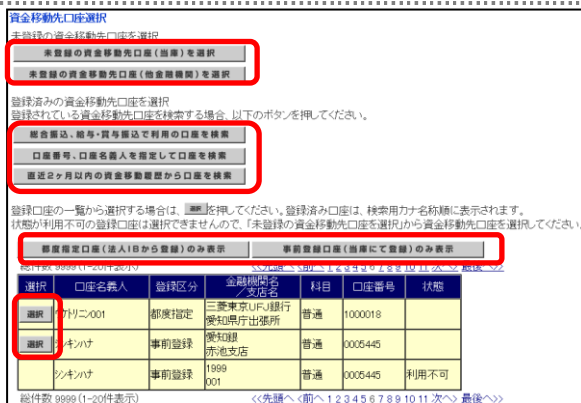 資金移動先口座選択
未登録の資金移動先口座を選択
未登録の資金移動先口座(当庫)を選択
未登録の資金移動先口座(他金融機関)を選択
登録済みの資金移動先口座を選択
登録されている資金移動先口座を検索する場合、以下のボタンを押してください。
総合振込、給与・賞与振込で利用の口座を検索
口座番号、口座名義人を指定して口座を検索
直近2ヶ月以内の資金移動履歴から口座を検索
登録口座の一覧から選択する場合は、選択を押してください。登録済み口座は、検索用カナ名称順に表示されます。
状態が利用不可の登録口座は選択できませんので、「未登録の資金移動先口座を選択」から資金移動先口座を選択してください。
都度指定口座(法人IBから登録)のみ表示 事前登録口座(当庫にて登録)のみ表示
総件数 9999(1-20件表示) <<先頭へ <前へ 1 2 3 4 5 6 7 8 9 10 11 次へ> 最後へ>>
選択 口座名義人 登録区分 金融機関名/支店名 科目 口座番号 状態
選択 トリニン001 都度指定 三菱東京UFJ銀行 愛知県庁出張所 普通 1000018
選択 シンキンハナ 事前登録 愛知銀 赤池支店 普通 0005445
シンキンハナ 事前登録 1999 001 普通 0005445 利用不可
総件数 9999(1-20件表示) <<先頭へ <前へ 1 2 3 4 5 6 7 8 9 10 11 次へ> 最後へ>>